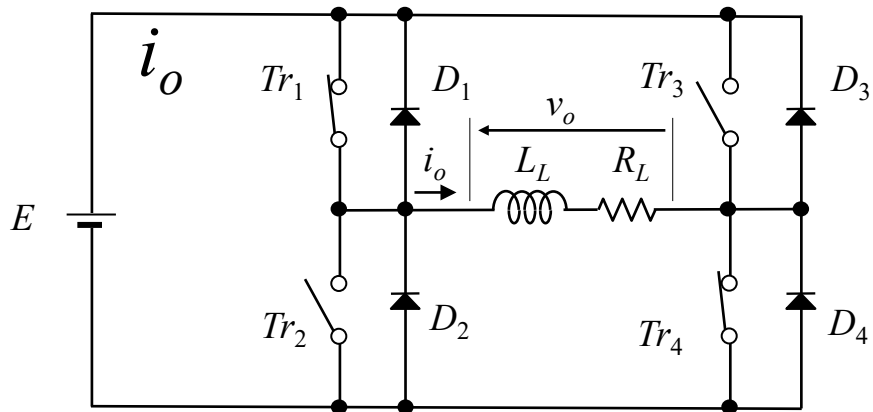 i_o
Tr_1
D_1
Tr_3
D_3
v_o
i_o
L_L
R_L
E
Tr_2
D_2
Tr_4
D_4